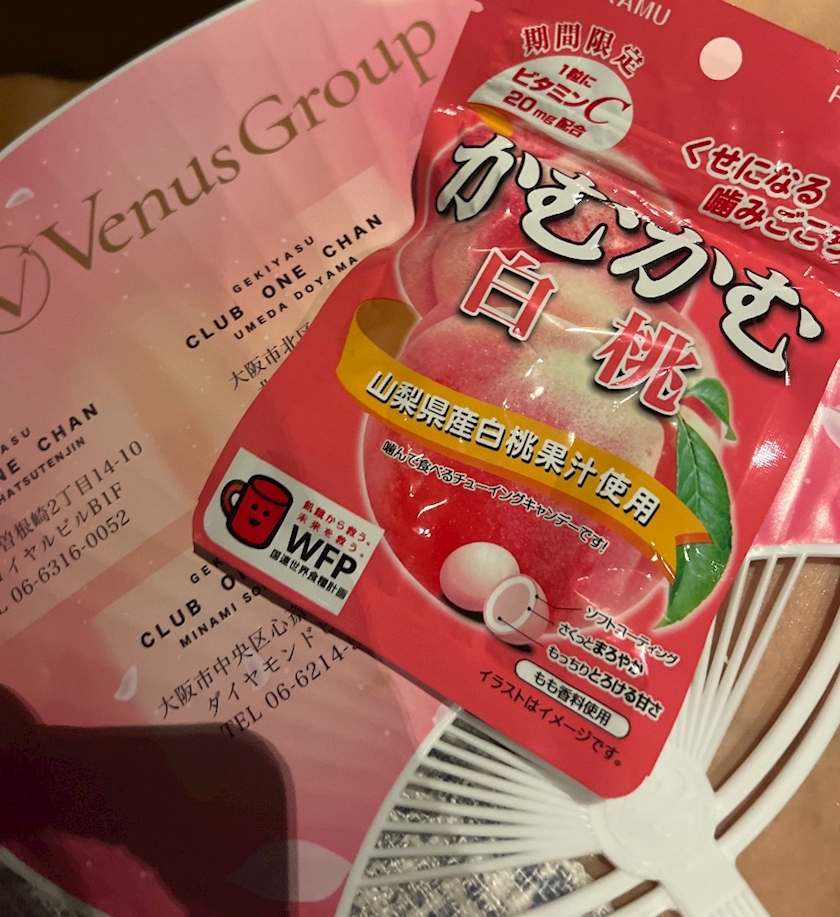 Venus Group
GEKIYASU
CLUB ONE CHAN
UMEDA DOYAMA
大阪市北区
NE CHAN
HATSUTENJIN
曽根崎2丁目14-10
イヤルビルB1F
06-6316-0052
CLUB
MINAMI
大阪市中央区心斎
ダイヤモンド
TEL 06-6214-
KAMU
期間限定
1粒に
ビタミンC
20mg配合
くせになる
噛みごこち
かむかむ
白桃
山梨県産白桃果汁使用
噛んで食べるチューイングキャンデーです!
飢餓から救う。
未来を救う。
WFP
国連世界食糧計画
ソフトコーティング
さくっとまろやか
もっちりとろける甘さ
もも香料使用
イラストはイメージです。